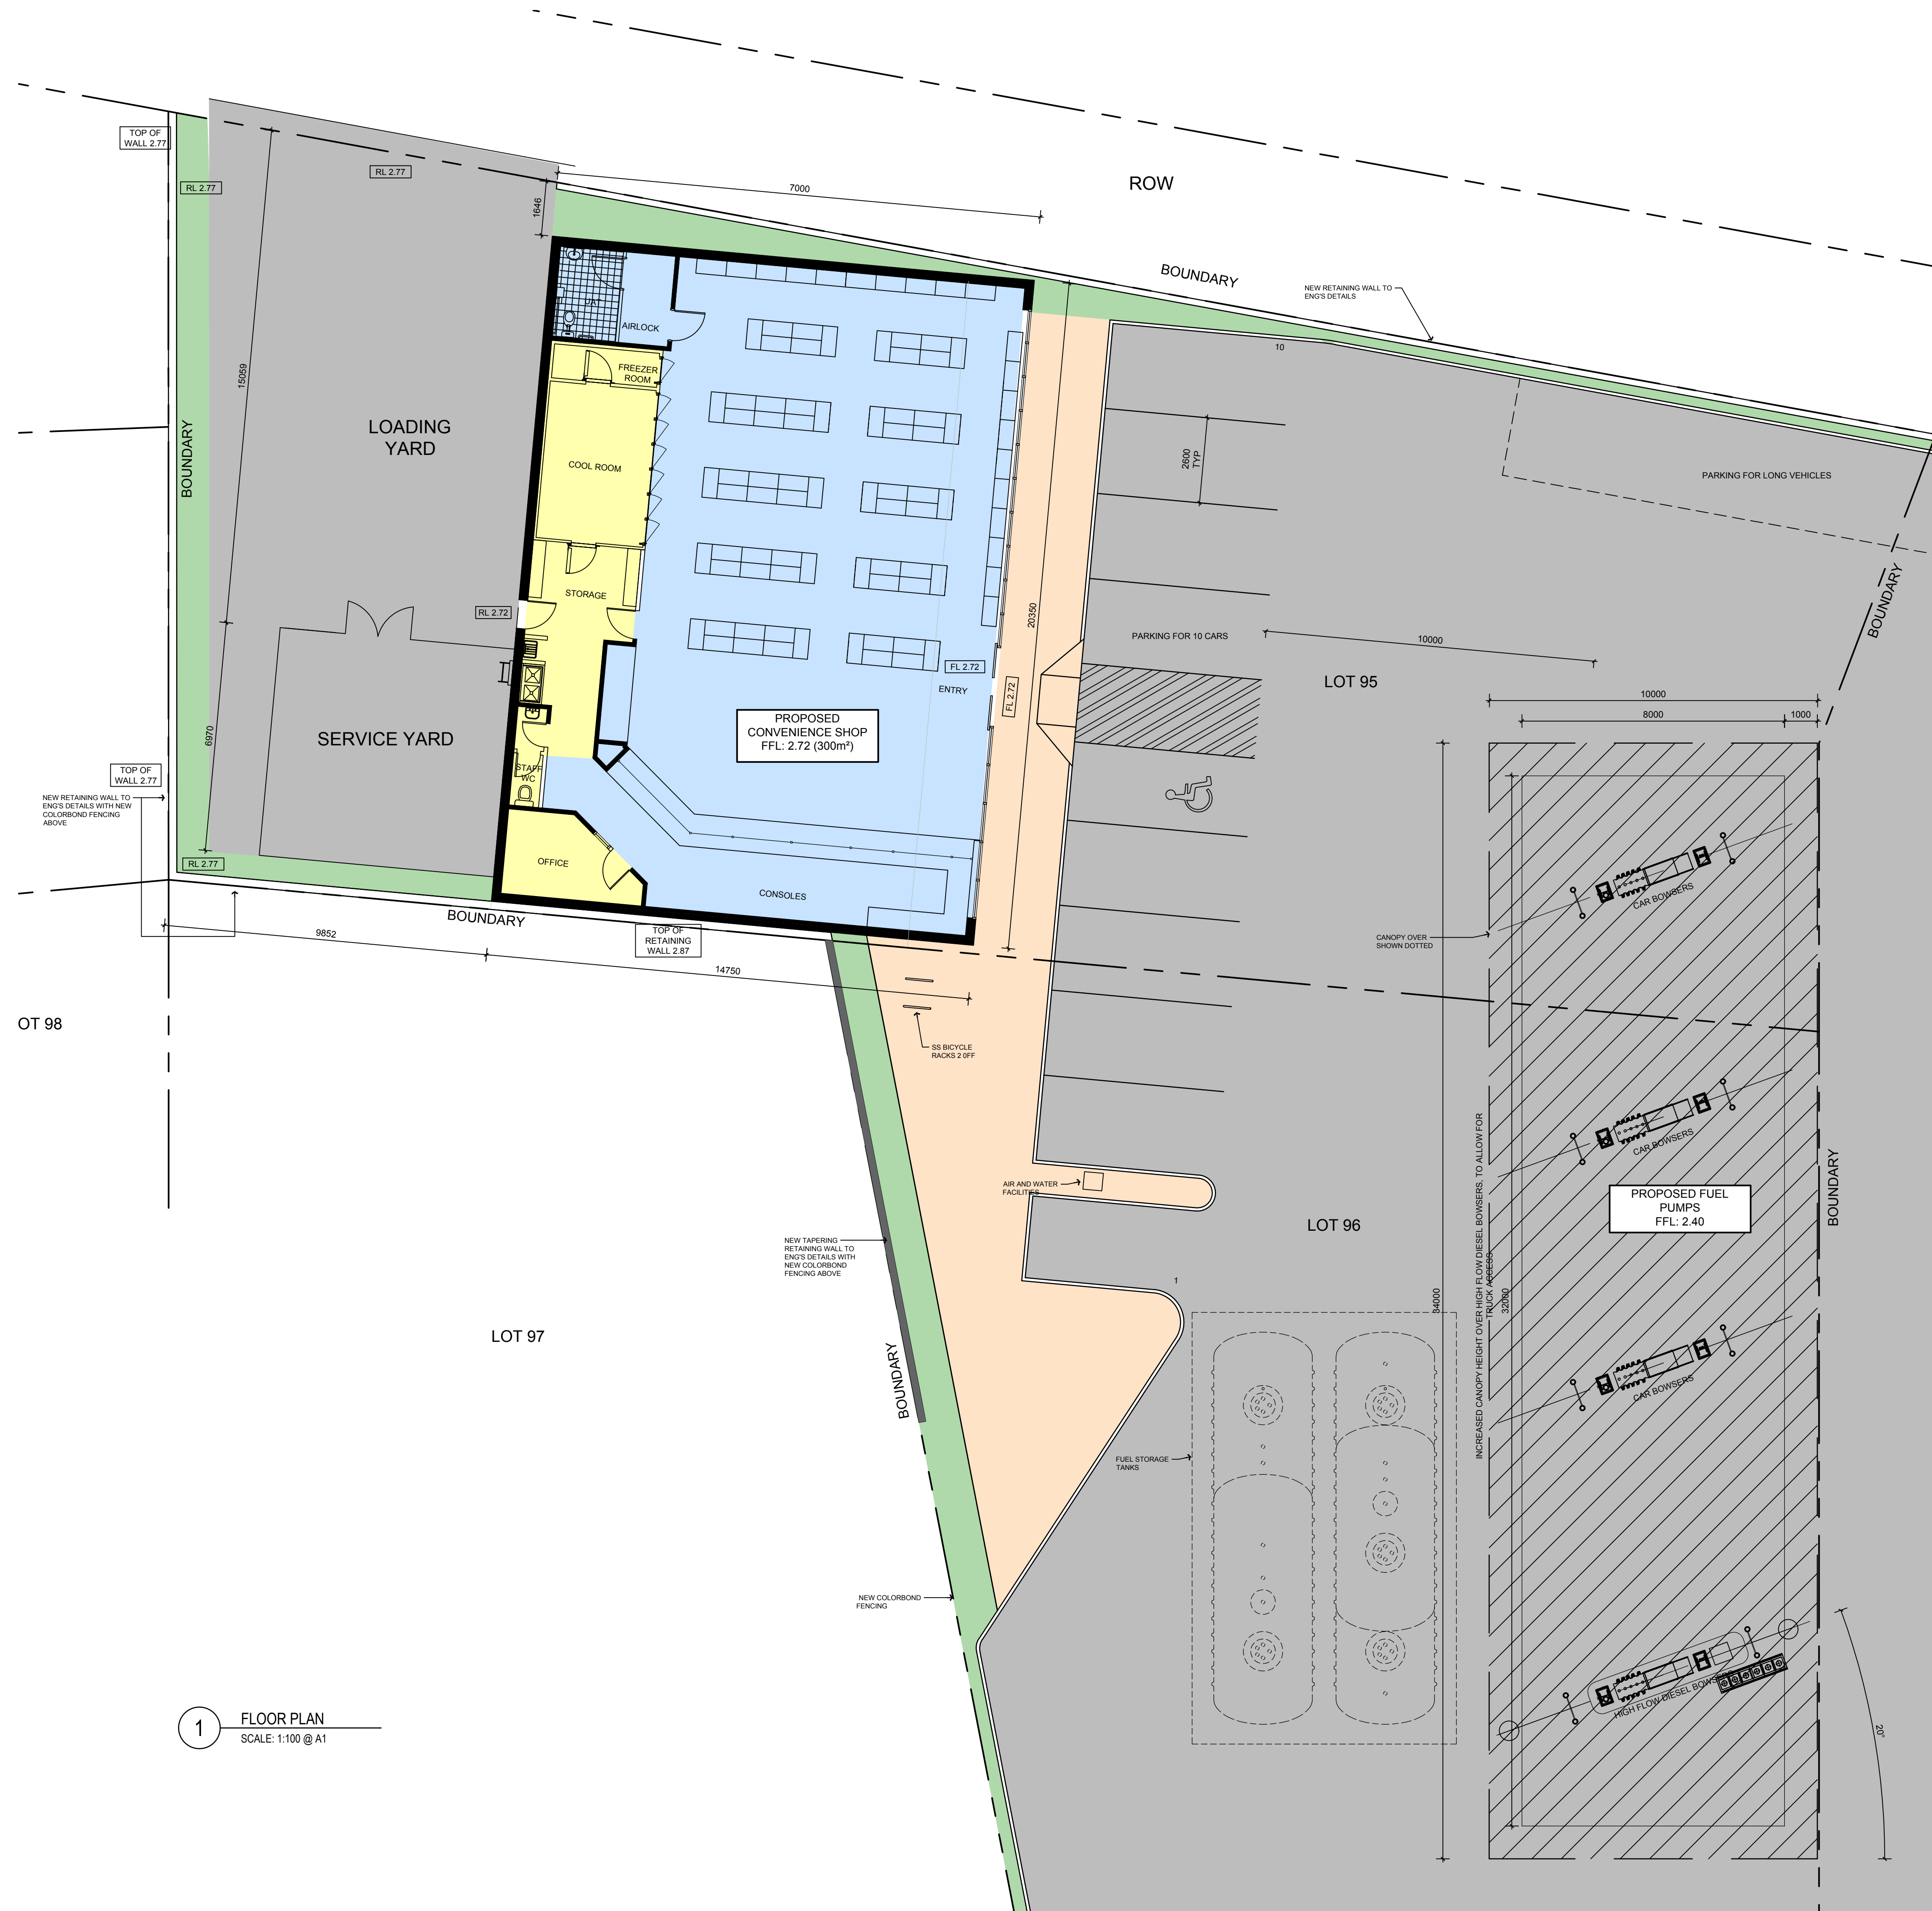 TOP OF
WALL 2.77
RL 2.77
RL 2.77
1646
7000
ROW
BOUNDARY
NEW RETAINING WALL TO
ENG'S DETAILS
15059
BOUNDARY
LOADING
YARD
UAT
AIRLOCK
FREEZER
ROOM
COOL ROOM
STORAGE
RL 2.72
20350
10
2600
TYP
PARKING FOR LONG VEHICLES
BOUNDARY
PARKING FOR 10 CARS
10000
LOT 95
FL 2.72
ENTRY
FL 2.72
PROPOSED
CONVENIENCE SHOP
FFL: 2.72 (300m²)
SERVICE YARD
6970
TOP OF
WALL 2.77
NEW RETAINING WALL TO
ENG'S DETAILS WITH NEW
COLORBOND FENCING
ABOVE
RL 2.77
STAFF
WC
OFFICE
CONSOLES
BOUNDARY
9852
TOP OF
RETAINING
WALL 2.87
14750
10000
8000
1000
CAR BOWSERS
CANOPY OVER
SHOWN DOTTED
OT 98
SS BICYCLE
RACKS 2 0FF
CAR BOWSERS
AIR AND WATER
FACILITIES
LOT 96
PROPOSED FUEL
PUMPS
FFL: 2.40
BOUNDARY
NEW TAPERING
RETAINING WALL TO
ENG'S DETAILS WITH
NEW COLORBOND
FENCING ABOVE
1
34000
INCREASED CANOPY HEIGHT OVER HIGH FLOW DIESEL BOWSERS, TO ALLOW FOR
TRUCK ACCESS
32000
LOT 97
BOUNDARY
CAR BOWSERS
FUEL STORAGE
TANKS
NEW COLORBOND
FENCING
HIGH FLOW DIESEL BOWSERS
20°
1
FLOOR PLAN
SCALE: 1:100 @ A1